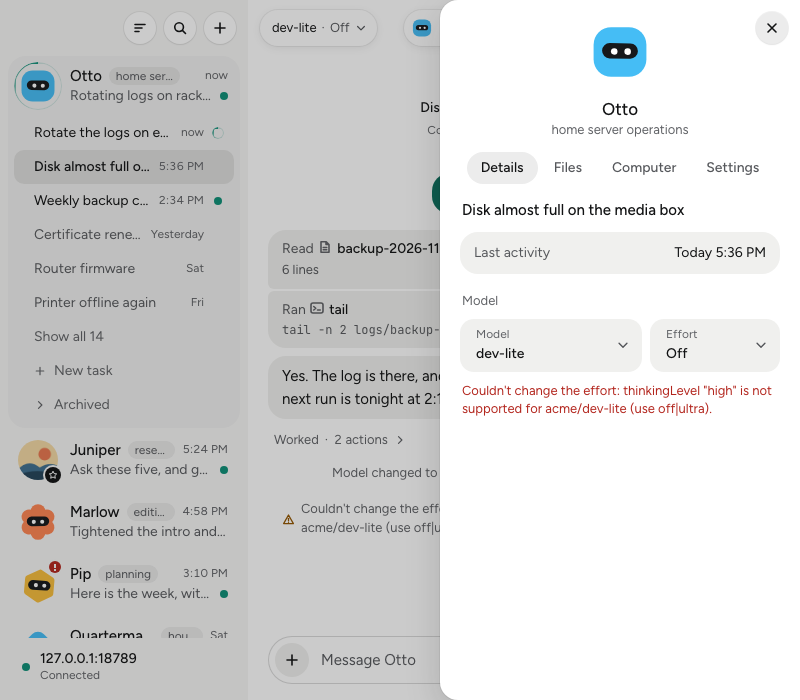 Otto
home ser...
now
Rotating logs on rack...
Rotate the logs on e...
now
Disk almost full o...
5:36 PM
Weekly backup c...
2:34 PM
Certificate rene...
Yesterday
Router firmware
Sat
Printer offline again
Fri
Show all 14
New task
Archived
Juniper
rese...
5:24 PM
Ask these five, and g...
Marlow
editi...
4:58 PM
Tightened the intro and...
Pip
planning
3:10 PM
Here is the week, wit...
Quarterma
hou...
Sat
127.0.0.1:18789
Connected
dev-lite · Off
Dis
Co
Read backup-2026-11
6 lines
Ran tail
tail -n 2 logs/backup-
Yes. The log is there, and
next run is tonight at 2:1
Worked · 2 actions
Model changed to
Couldn't change the effo
acme/dev-lite (use off|u
Message Otto
Otto
home server operations
Details
Files
Computer
Settings
Disk almost full on the media box
Last activity
Today 5:36 PM
Model
Model
dev-lite
Effort
Off
Couldn't change the effort: thinkingLevel "high" is not
supported for acme/dev-lite (use off|ultra).